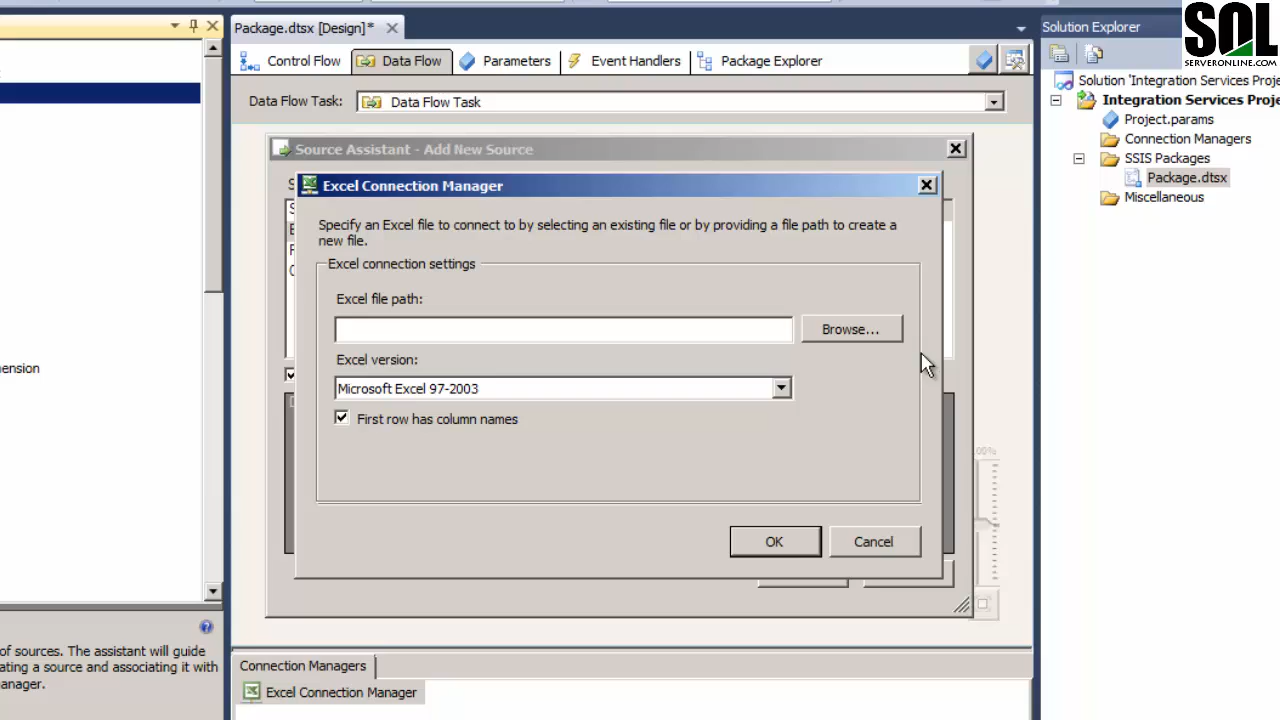 Package.dtsx [Design]*
Solution Explorer
SQL
SERVERONLINE.COM
Control Flow
Data Flow
Parameters
Event Handlers
Package Explorer
Data Flow Task:
Data Flow Task
Solution 'Integration Services Proje
Integration Services Proje
Project.params
Connection Managers
SSIS Packages
Package.dtsx
Miscellaneous
Source Assistant - Add New Source
Excel Connection Manager
Specify an Excel file to connect to by selecting an existing file or by providing a file path to create a
new file.
Excel connection settings
Excel file path:
Browse...
Excel version:
Microsoft Excel 97-2003
First row has column names
OK
Cancel
ension
of sources. The assistant will guide
ating a source and associating it with
anager.
Connection Managers
Excel Connection Manager